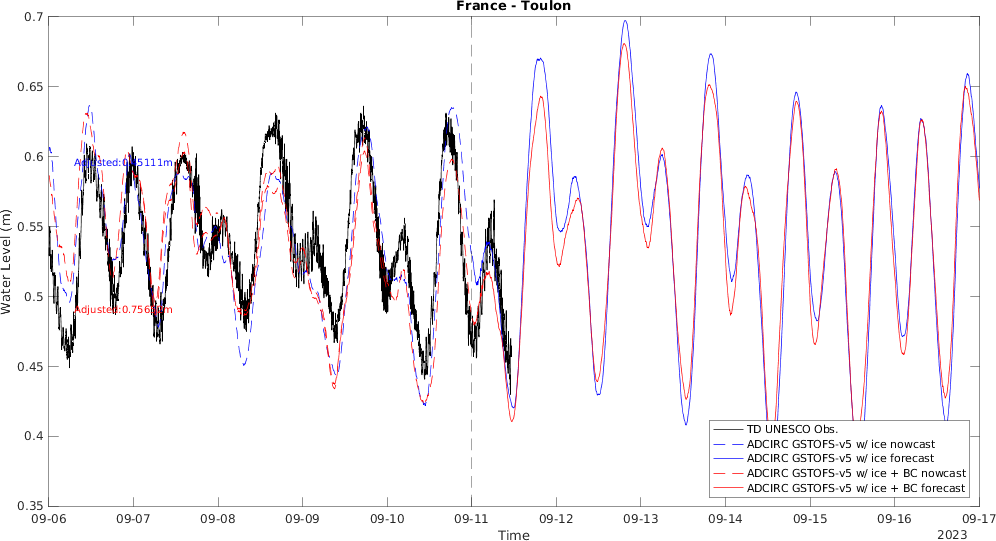 France - Toulon
0.7
0.65
0.6
0.55
0.5
0.45
0.4
0.35
Water Level (m)
09-06
09-07
09-08
09-09
09-10
09-11
09-12
09-13
09-14
09-15
09-16
09-17
Time
2023
TD UNESCO Obs.
ADCIRC GSTOFS-v5 w/ ice nowcast
ADCIRC GSTOFS-v5 w/ ice forecast
ADCIRC GSTOFS-v5 w/ ice + BC nowcast
ADCIRC GSTOFS-v5 w/ ice + BC forecast